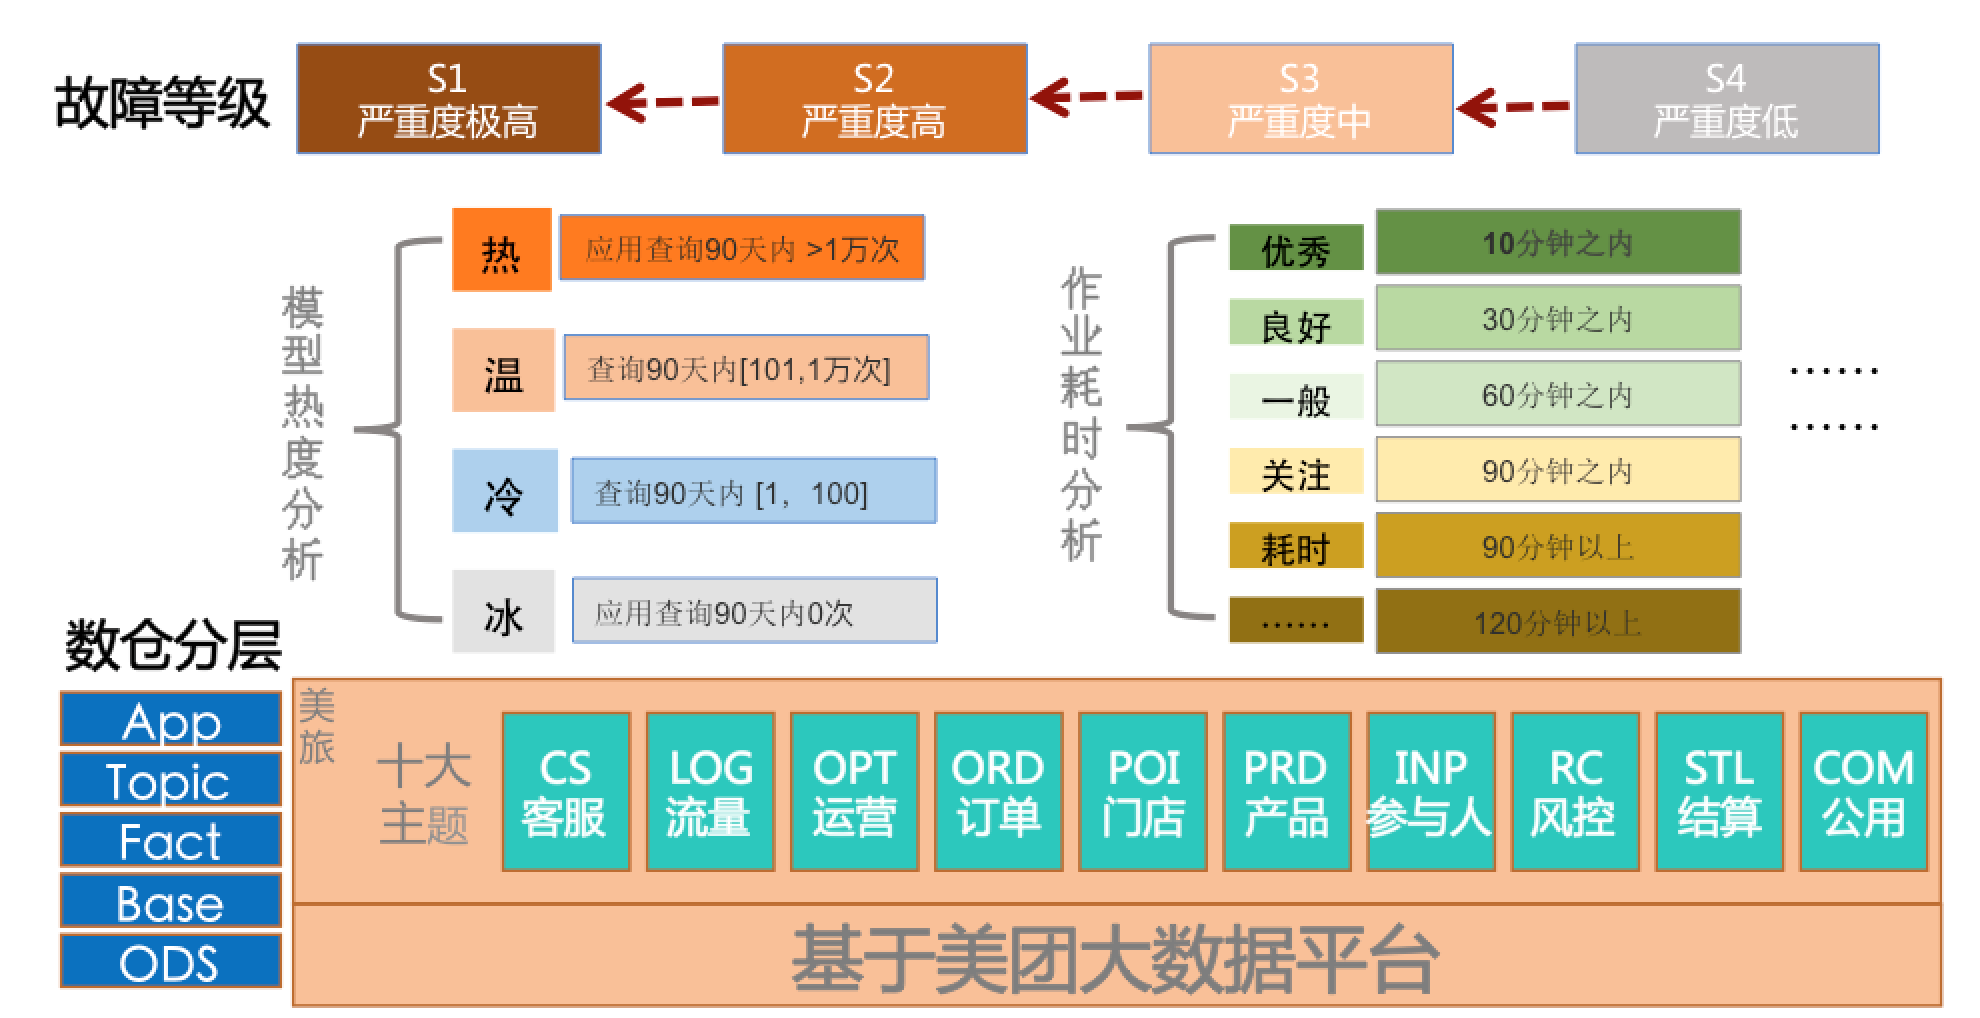 故障等级
S1
严重度极高
S2
严重度高
S3
严重度中
S4
严重度低
模型热度分析
热
应用查询90天内 >1万次
温
查询90天内[101,1万次]
冷
查询90天内 [1， 100]
冰
应用查询90天内0次
作业耗时分析
优秀
10分钟之内
良好
30分钟之内
一般
60分钟之内
关注
90分钟之内
耗时
90分钟以上
……
120分钟以上
……
……
数仓分层
App
Topic
Fact
Base
ODS
美旅
十大
主题
CS
客服
LOG
流量
OPT
运营
ORD
订单
POI
门店
PRD
产品
INP
参与人
RC
风控
STL
结算
COM
公用
基于美团大数据平台